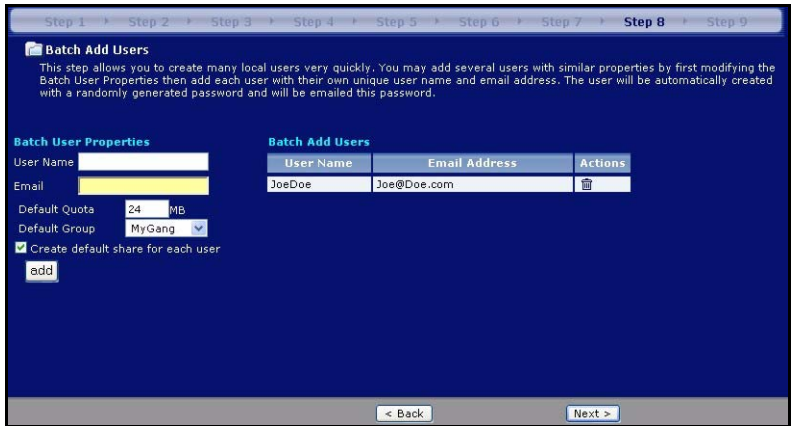 Step 1 Step 2 Step 3 Step 4 Step 5 Step 6 Step 7 Step 8 Step 9
Batch Add Users
This step allows you to create many local users very quickly. You may add several users with similar properties by first modifying the
Batch User Properties then add each user with their own unique user name and email address. The user will be automatically created
with a randomly generated password and will be emailed this password.
Batch User Properties
User Name
Email
Default Quota 24 MB
Default Group MyGang
Create default share for each user
add
Batch Add Users
User Name Email Address Actions
JoeDoe Joe@Doe.com
< Back Next >